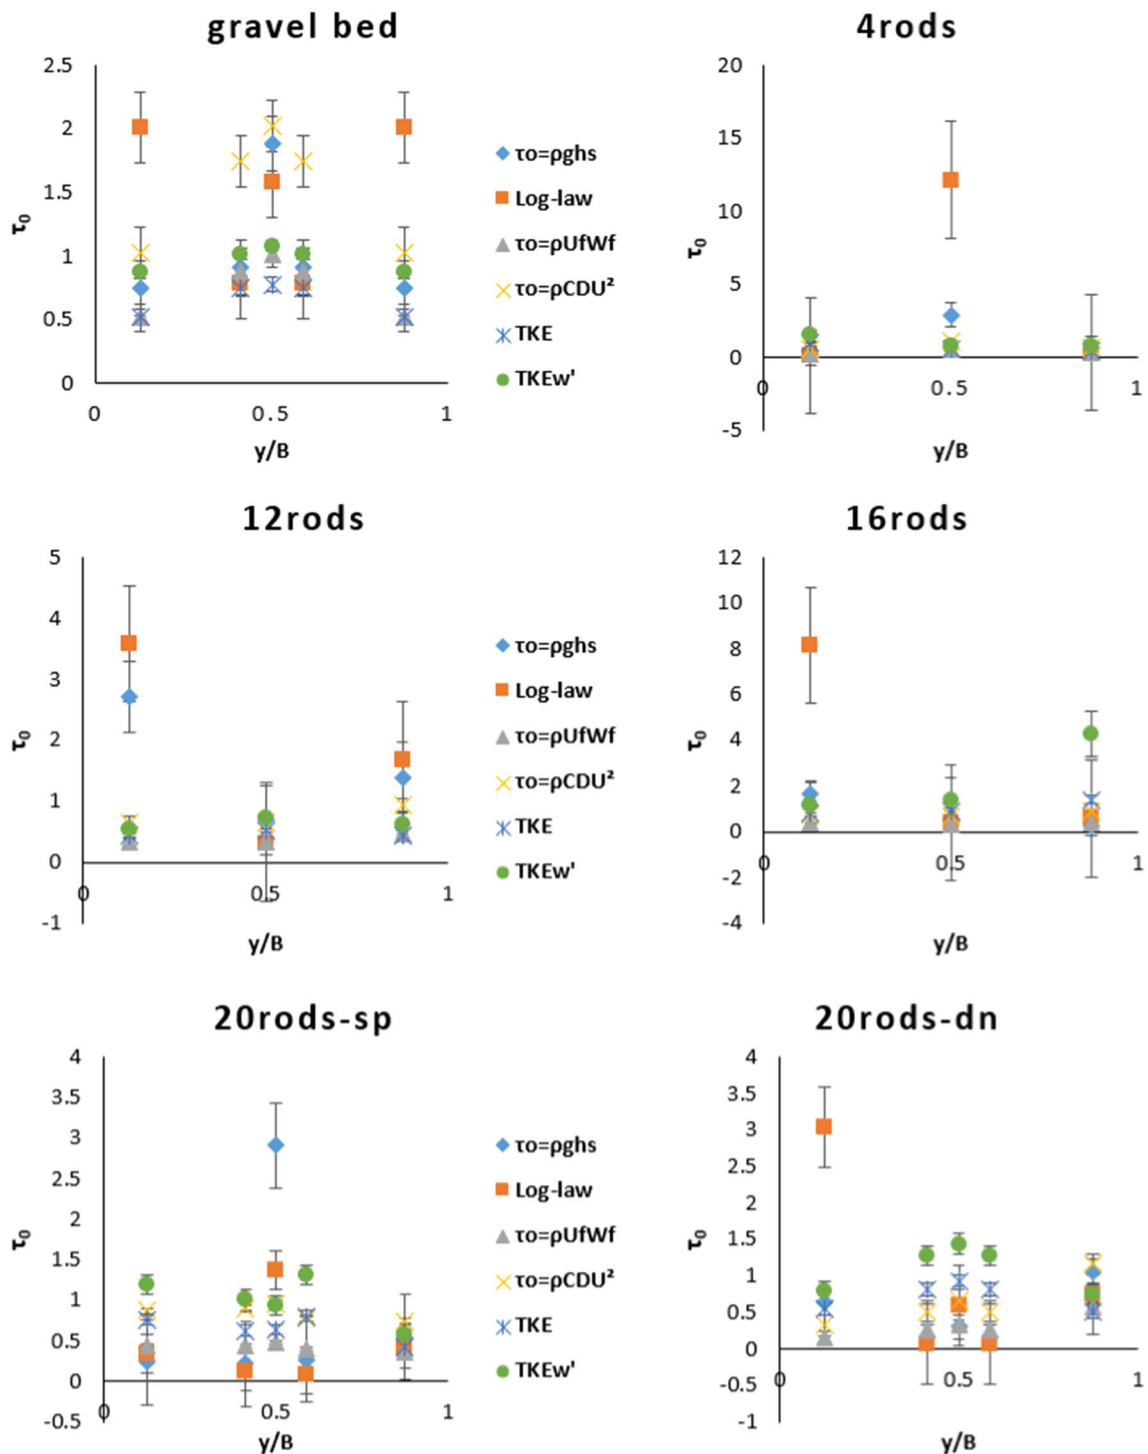 gravel bed
2.5
2
1.5
1
0.5
0
τ₀
0 0.5 1
y/B
τo=ρghs
Log-law
τo=ρUfWf
τo=ρCDU²
TKE
TKEw'
4rods
20
15
10
5
0
-5
τ₀
0 0.5 1
y/B
12rods
5
4
3
2
1
0
-1
τ₀
0 0.5 1
y/B
τo=ρghs
Log-law
τo=ρUfWf
τo=ρCDU²
TKE
TKEw'
16rods
12
10
8
6
4
2
0
-2
-4
τ₀
0 0.5 1
y/B
20rods-sp
4
3.5
3
2.5
2
1.5
1
0.5
0
-0.5
τ₀
0 0.5 1
y/B
τo=ρghs
Log-law
τo=ρUfWf
τo=ρCDU²
TKE
TKEw'
20rods-dn
4
3.5
3
2.5
2
1.5
1
0.5
0
-0.5
-1
τ₀
0 0.5 1
y/B